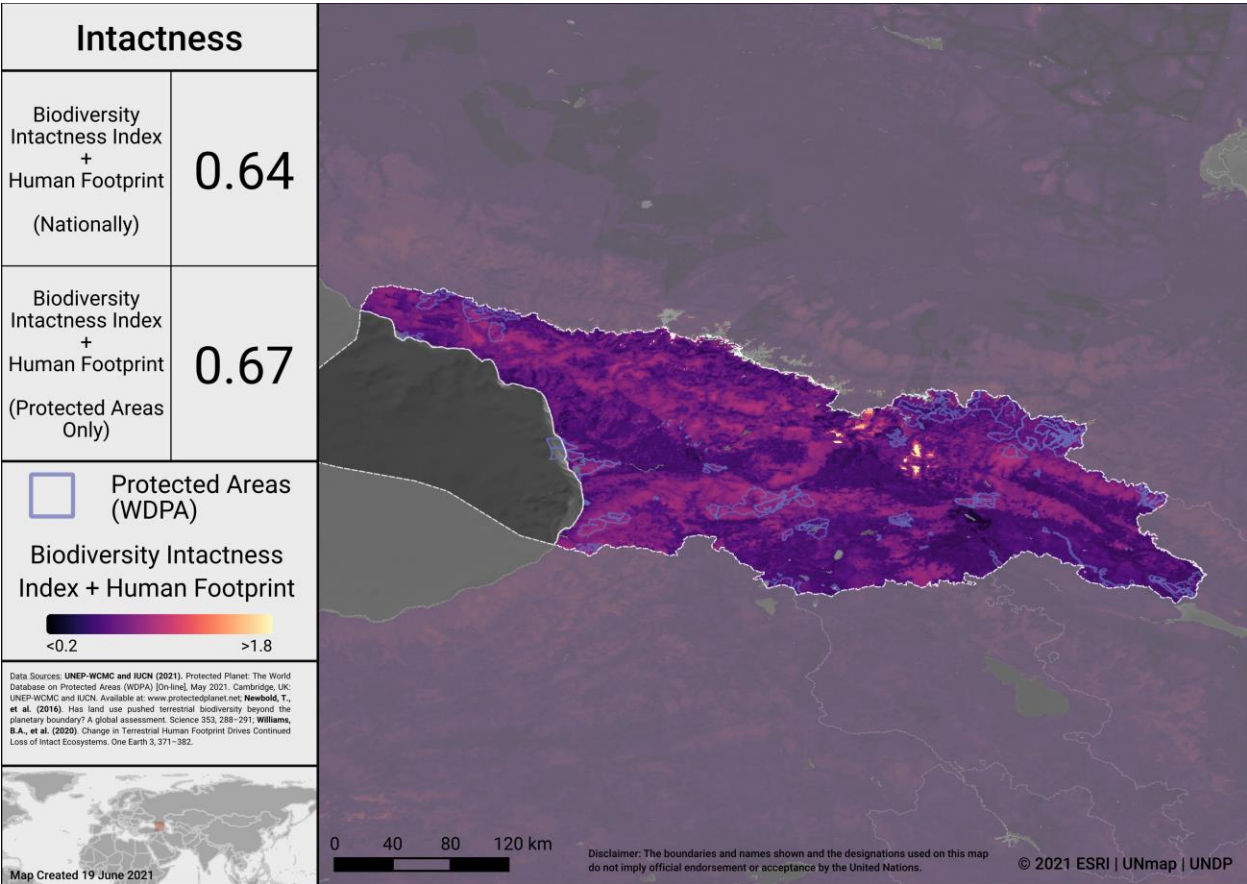 Intactness
Biodiversity
Intactness Index
+
Human Footprint
(Nationally)
0.64
Biodiversity
Intactness Index
+
Human Footprint
(Protected Areas
Only)
0.67
Protected Areas
(WDPA)
Biodiversity Intactness
Index + Human Footprint
<0.2
>1.8
Data Sources: UNEP-WCMC and IUCN (2021). Protected Planet: The World
Database on Protected Areas (WDPA) [On-line], May 2021. Cambridge, UK:
UNEP-WCMC and IUCN. Available at: www.protectedplanet.net; Newbold, T.,
et al. (2016). Has land use pushed terrestrial biodiversity beyond the
planetary boundary? A global assessment. Science 353, 288–291; Williams,
B.A., et al. (2020). Change in Terrestrial Human Footprint Drives Continued
Loss of Intact Ecosystems. One Earth 3, 371–382.
Map Created 19 June 2021
0 40 80 120 km
Disclaimer: The boundaries and names shown and the designations used on this map
do not imply official endorsement or acceptance by the United Nations.
© 2021 ESRI | UNmap | UNDP